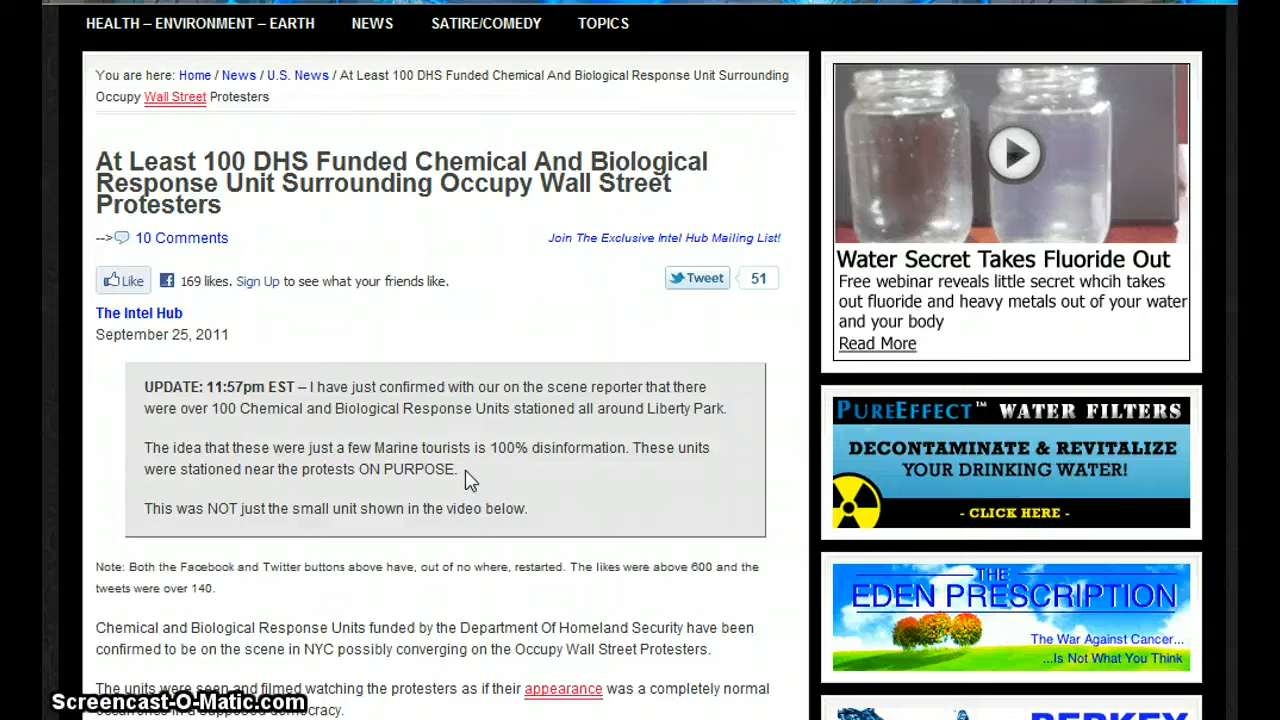 HEALTH – ENVIRONMENT – EARTH NEWS SATIRE/COMEDY TOPICS
You are here: Home / News / U.S. News / At Least 100 DHS Funded Chemical And Biological Response Unit Surrounding
Occupy Wall Street Protesters
At Least 100 DHS Funded Chemical And Biological
Response Unit Surrounding Occupy Wall Street
Protesters
--> 10 Comments
Join The Exclusive Intel Hub Mailing List!
Like 169 likes. Sign Up to see what your friends like.
Tweet 51
The Intel Hub
September 25, 2011
UPDATE: 11:57pm EST – I have just confirmed with our on the scene reporter that there
were over 100 Chemical and Biological Response Units stationed all around Liberty Park.
The idea that these were just a few Marine tourists is 100% disinformation. These units
were stationed near the protests ON PURPOSE.
This was NOT just the small unit shown in the video below.
Note: Both the Facebook and Twitter buttons above have, out of no where, restarted. The likes were above 600 and the
tweets were over 140.
Chemical and Biological Response Units funded by the Department Of Homeland Security have been
confirmed to be on the scene in NYC possibly converging on the Occupy Wall Street Protesters.
The units were seen and filmed watching the protesters as if their appearance was a completely normal
democracy.
Screencast-O-Matic.com
Water Secret Takes Fluoride Out
Free webinar reveals little secret whcih takes
out fluoride and heavy metals out of your water
and your body
Read More
PUREEFFECT™ WATER FILTERS
DECONTAMINATE & REVITALIZE
YOUR DRINKING WATER!
- CLICK HERE -
THE
EDEN PRESCRIPTION
The War Against Cancer...
...Is Not What You Think
BERKEY